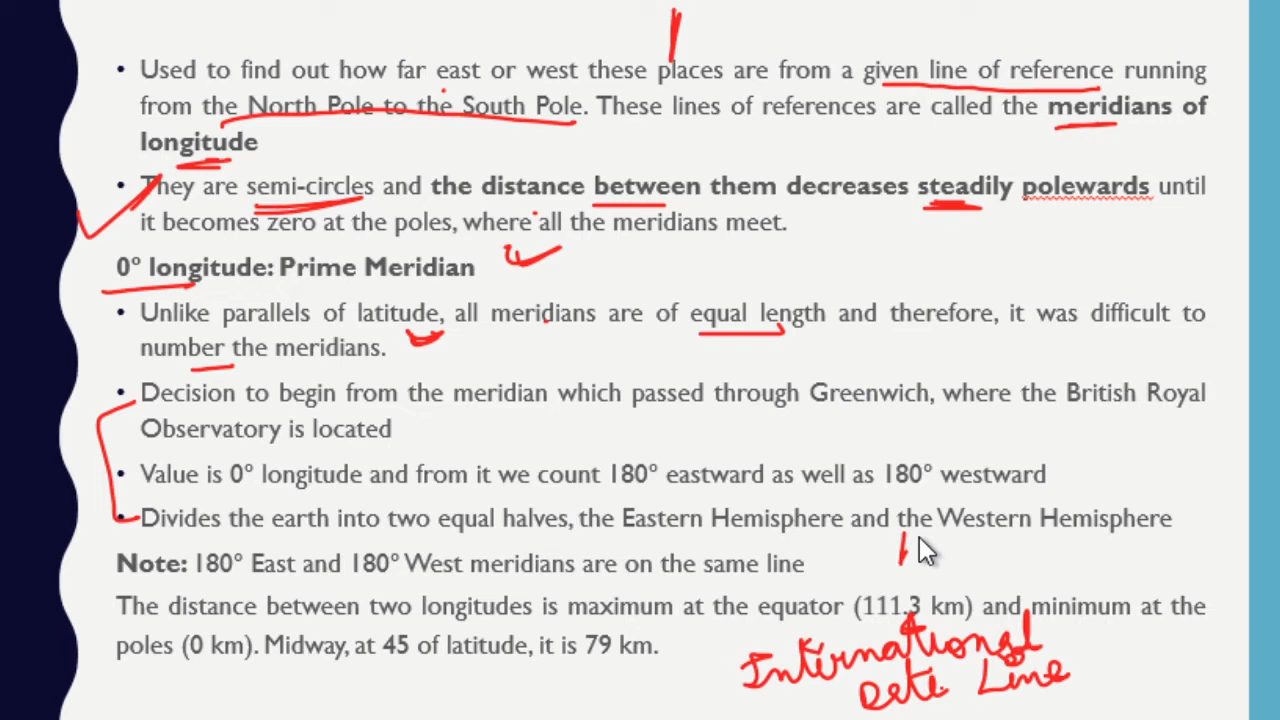 • Used to find out how far east or west these places are from a given line of reference running
from the North Pole to the South Pole. These lines of references are called the meridians of
longitude
• They are semi-circles and the distance between them decreases steadily polewards until
it becomes zero at the poles, where all the meridians meet.
0° longitude: Prime Meridian
• Unlike parallels of latitude, all meridians are of equal length and therefore, it was difficult to
number the meridians.
• Decision to begin from the meridian which passed through Greenwich, where the British Royal
Observatory is located
• Value is 0° longitude and from it we count 180° eastward as well as 180° westward
• Divides the earth into two equal halves, the Eastern Hemisphere and the Western Hemisphere
Note: 180° East and 180° West meridians are on the same line
The distance between two longitudes is maximum at the equator (111.3 km) and minimum at the
poles (0 km). Midway, at 45 of latitude, it is 79 km.
International
Date Line